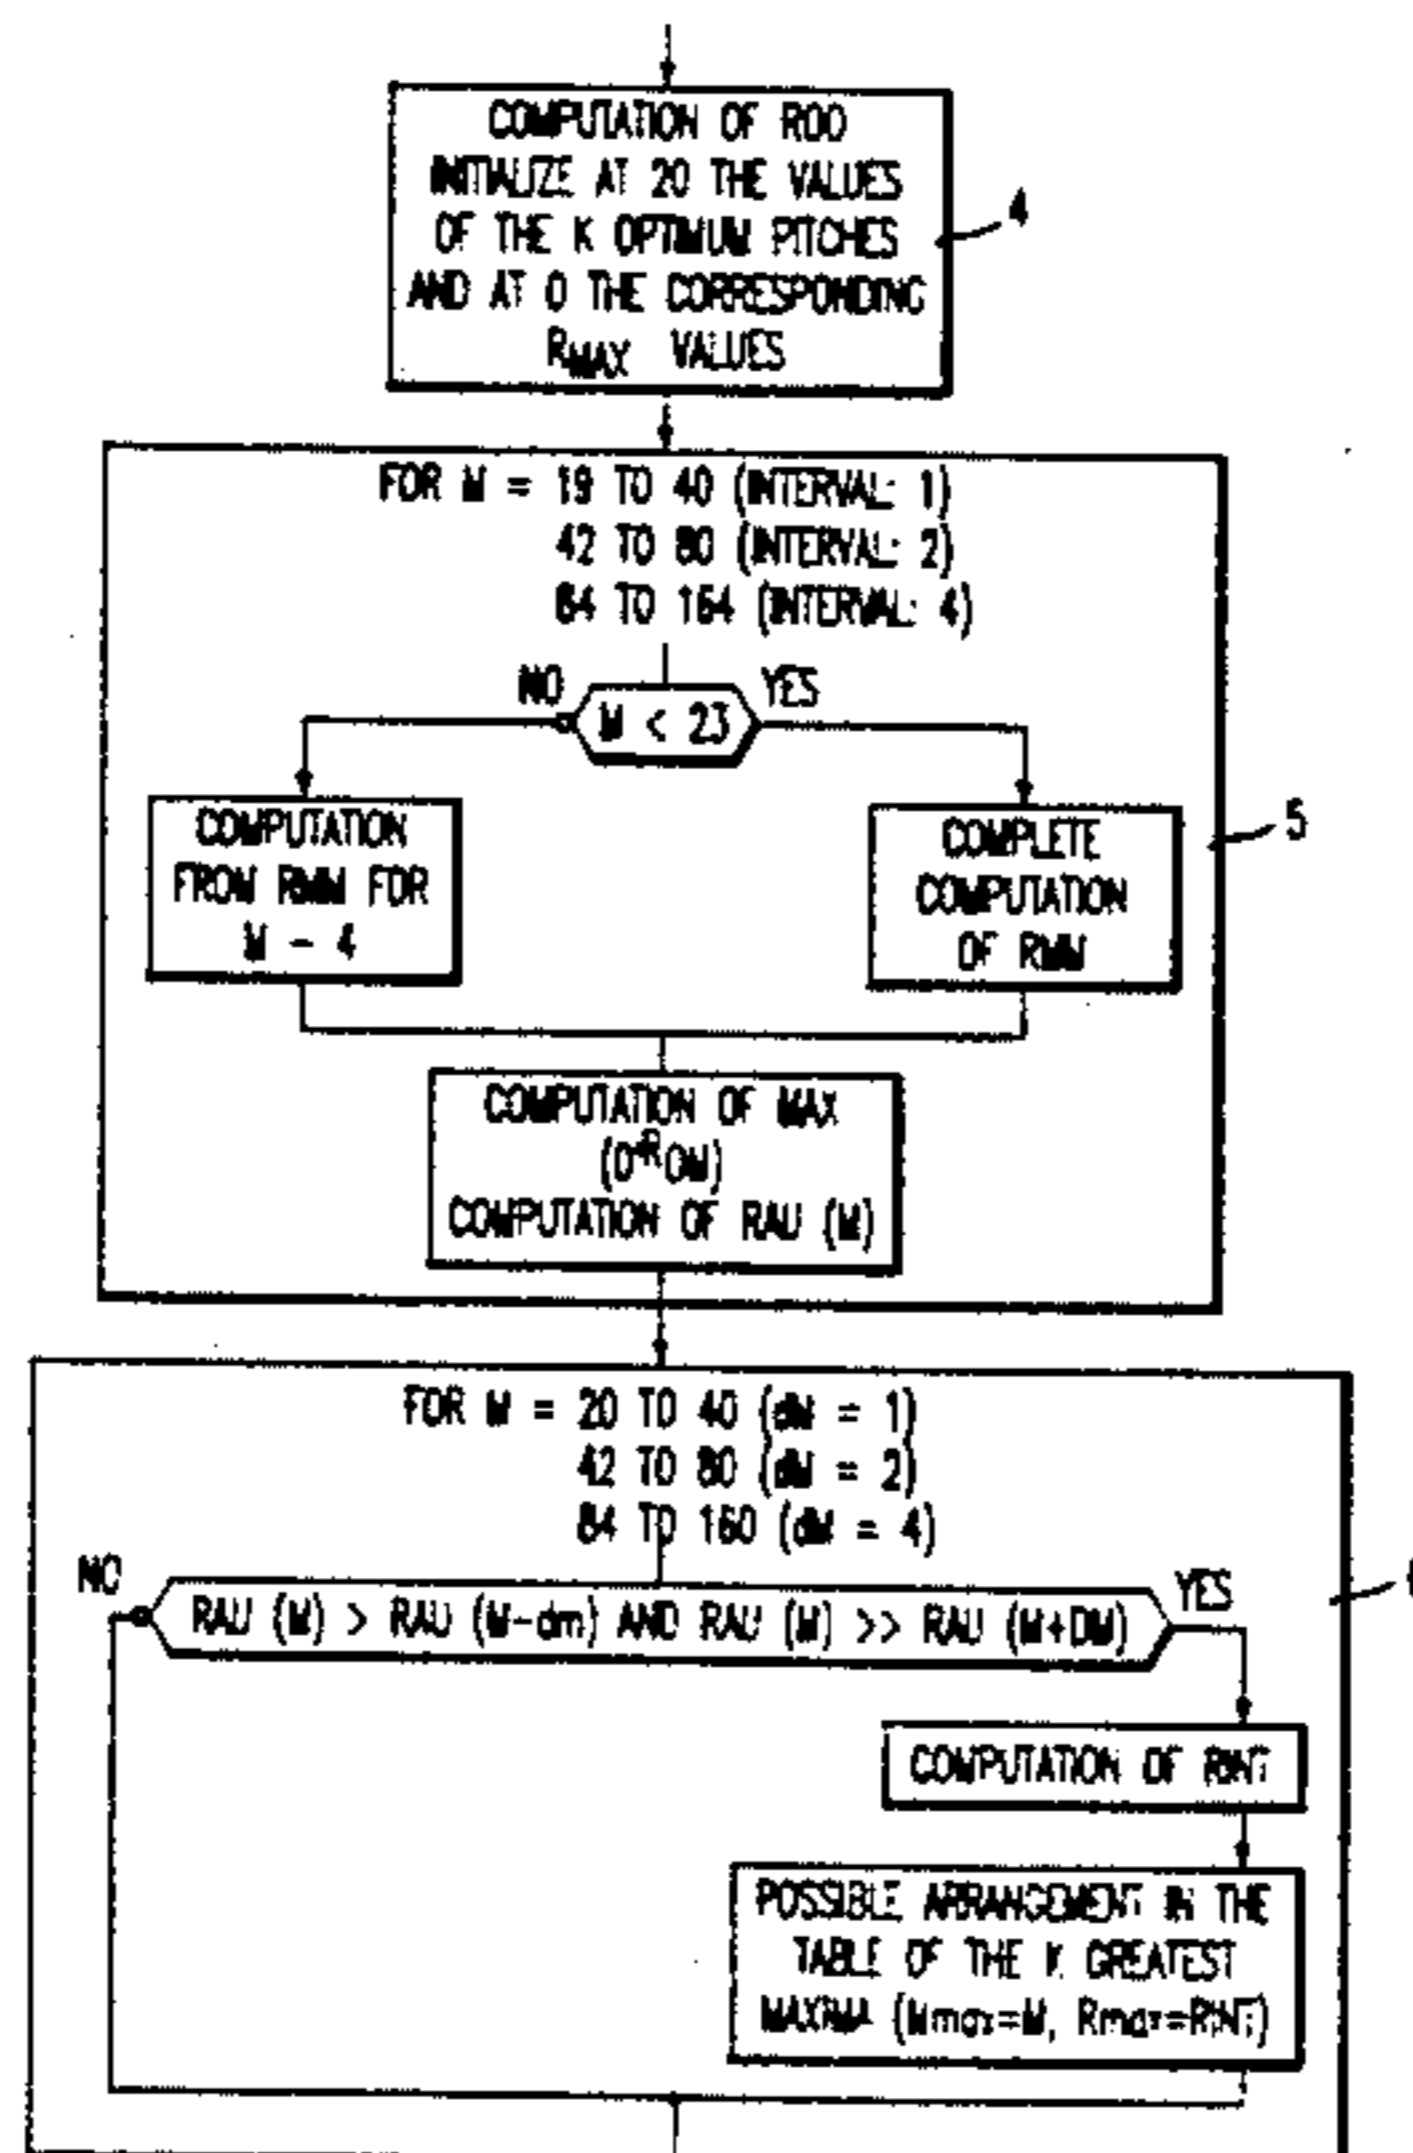 COMPUTATION OF R00
INITIALIZE AT 20 THE VALUES
OF THE K OPTIMUM PITCHES
AND AT 0 THE CORRESPONDING
RMAX VALUES
4
FOR M = 19 TO 40 (INTERVAL: 1)
42 TO 80 (INTERVAL: 2)
84 TO 164 (INTERVAL: 4)
NO
M < 23
YES
COMPUTATION
FROM RMM FOR
M - 4
COMPLETE
COMPUTATION
OF RMM
5
COMPUTATION OF MAX
COMPUTATION OF RAU (M)
FOR M = 20 TO 40 (dM = 1)
42 TO 80 (dM = 2)
84 TO 160 (dM = 4)
NO
RAU (M) > RAU (M-dm) AND RAU (M) >> RAU (M+DM)
YES
COMPUTATION OF RINT
POSSIBLE ARRANGEMENT IN THE
TABLE OF THE K GREATEST
MAXIMA (Mmax=M, Rmax=RINT)